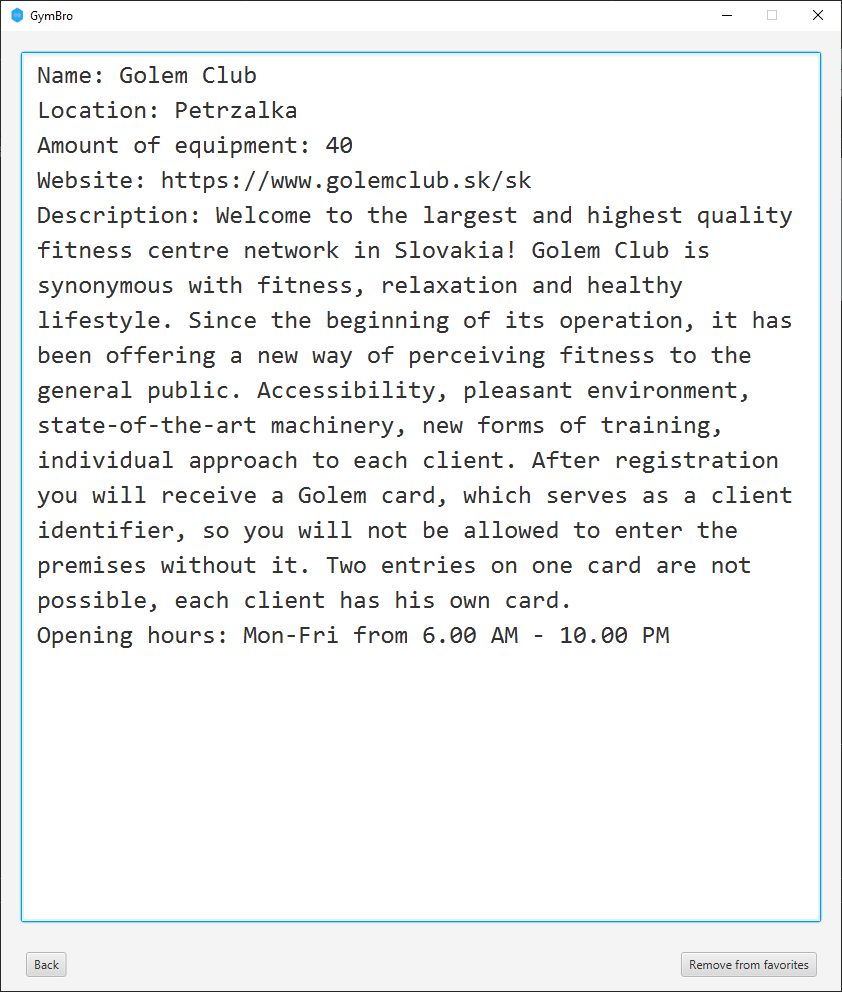 GymBro
Name: Golem Club
Location: Petrzalka
Amount of equipment: 40
Website: https://www.golemclub.sk/sk
Description: Welcome to the largest and highest quality
fitness centre network in Slovakia! Golem Club is
synonymous with fitness, relaxation and healthy
lifestyle. Since the beginning of its operation, it has
been offering a new way of perceiving fitness to the
general public. Accessibility, pleasant environment,
state-of-the-art machinery, new forms of training,
individual approach to each client. After registration
you will receive a Golem card, which serves as a client
identifier, so you will not be allowed to enter the
premises without it. Two entries on one card are not
possible, each client has his own card.
Opening hours: Mon-Fri from 6.00 AM - 10.00 PM
Back
Remove from favorites